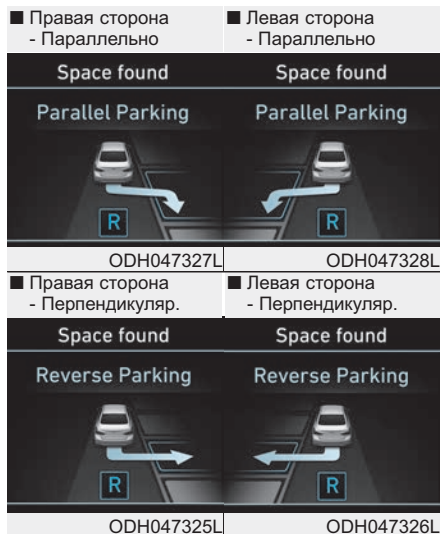 ■ Правая сторона
- Параллельно
Space found
Parallel Parking
R
ODH047327L
■ Левая сторона
- Параллельно
Space found
Parallel Parking
R
ODH047328L
■ Правая сторона
- Перпендикуляр.
Space found
Reverse Parking
R
ODH047325L
■ Левая сторона
- Перпендикуляр.
Space found
Reverse Parking
R
ODH047326L